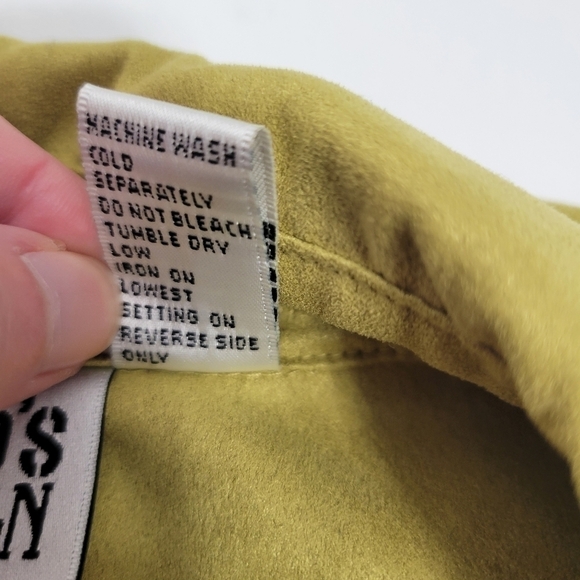 MACHINE WASH
COLD
SEPARATELY
DO NOT BLEACH
TUMBLE DRY
LOW
IRON ON
LOWEST
SETTING ON
REVERSE SIDE
ONLY
'S
N